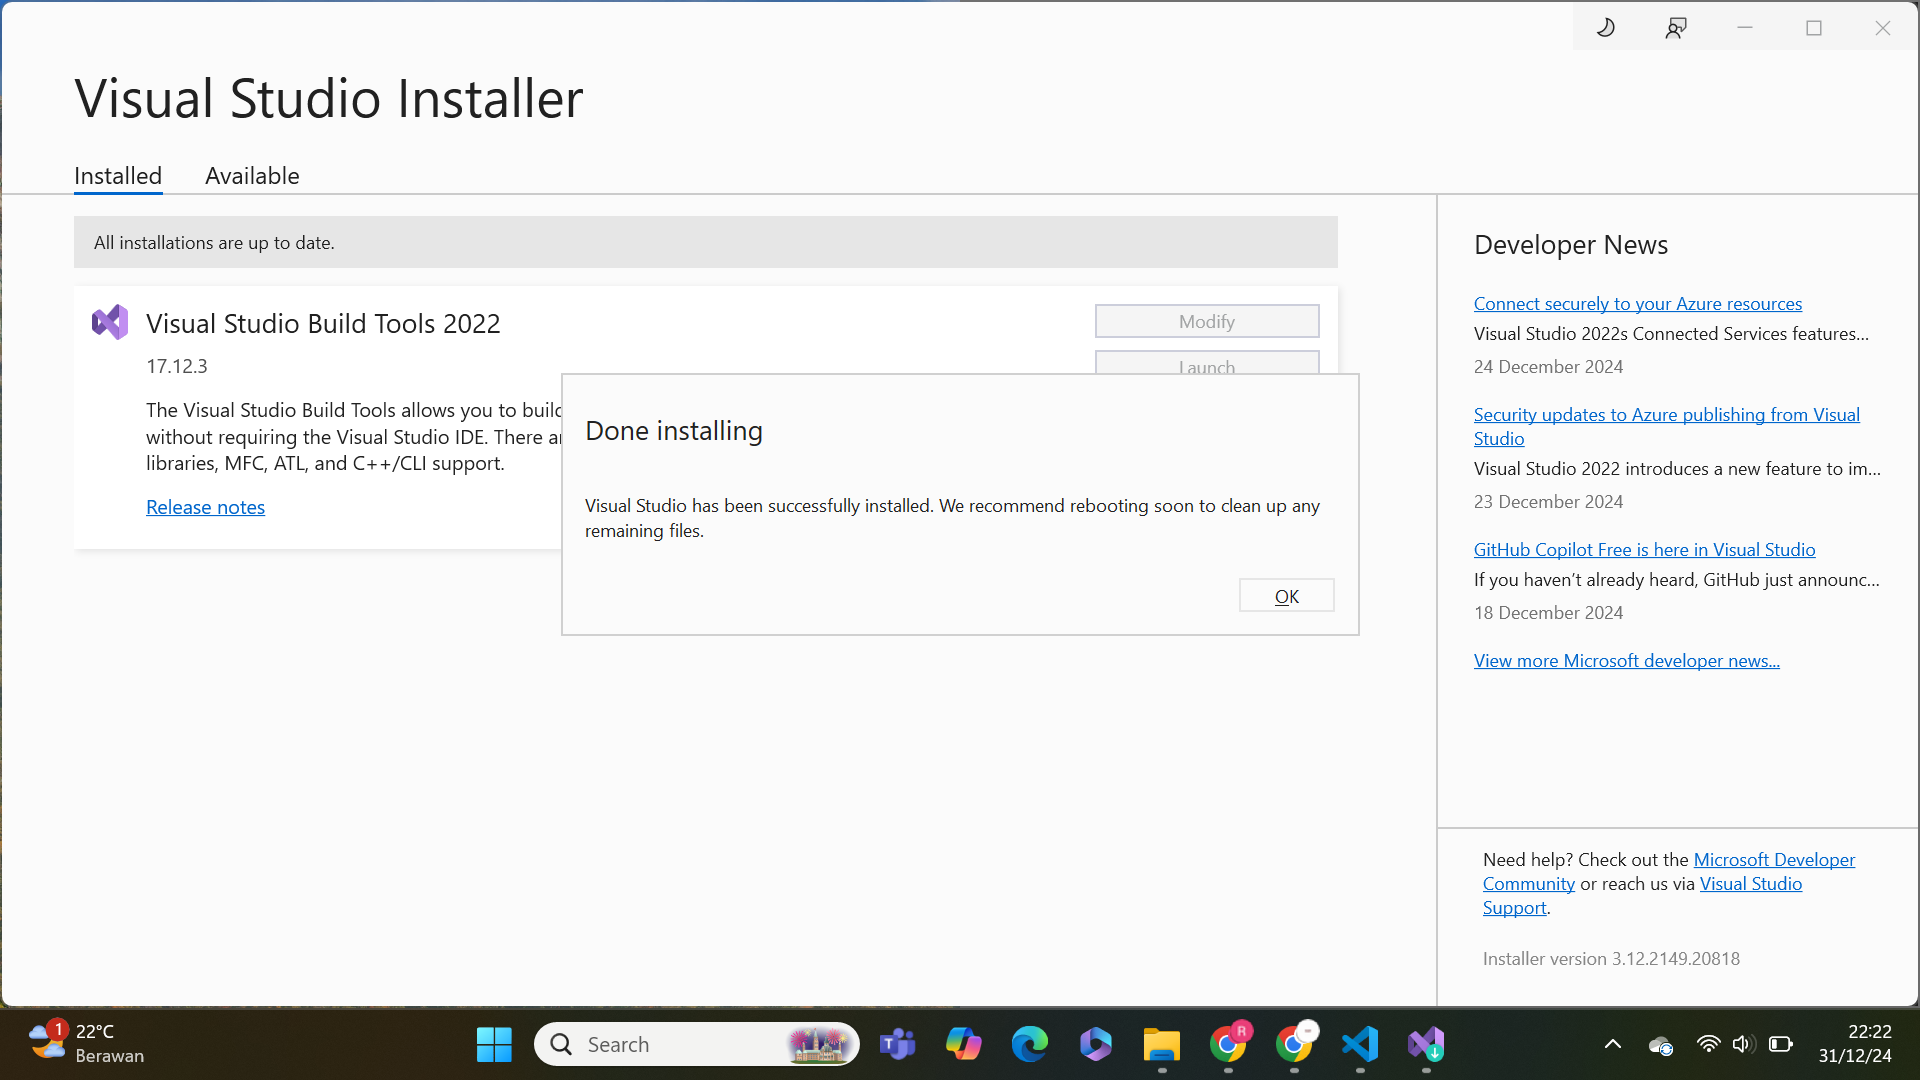 Visual Studio Installer
Installed
Available
All installations are up to date.
Visual Studio Build Tools 2022
Modify
17.12.3
Launch
The Visual Studio Build Tools allows you to build
without requiring the Visual Studio IDE. There
libraries, MFC, ATL, and C++/CLI support.
Release notes
Done installing
Visual Studio has been successfully installed. We recommend rebooting soon to clean up any
remaining files.
OK
Developer News
Connect securely to your Azure resources
Visual Studio 2022s Connected Services features...
24 December 2024
Security updates to Azure publishing from Visual
Studio
Visual Studio 2022 introduces a new feature to im...
23 December 2024
GitHub Copilot Free is here in Visual Studio
If you haven’t already heard, GitHub just announc...
18 December 2024
View more Microsoft developer news...
Need help? Check out the Microsoft Developer
Community or reach us via Visual Studio
Support.
Installer version 3.12.2149.20818
1
22°C
Berawan
Search
T
R
22:22
31/12/24